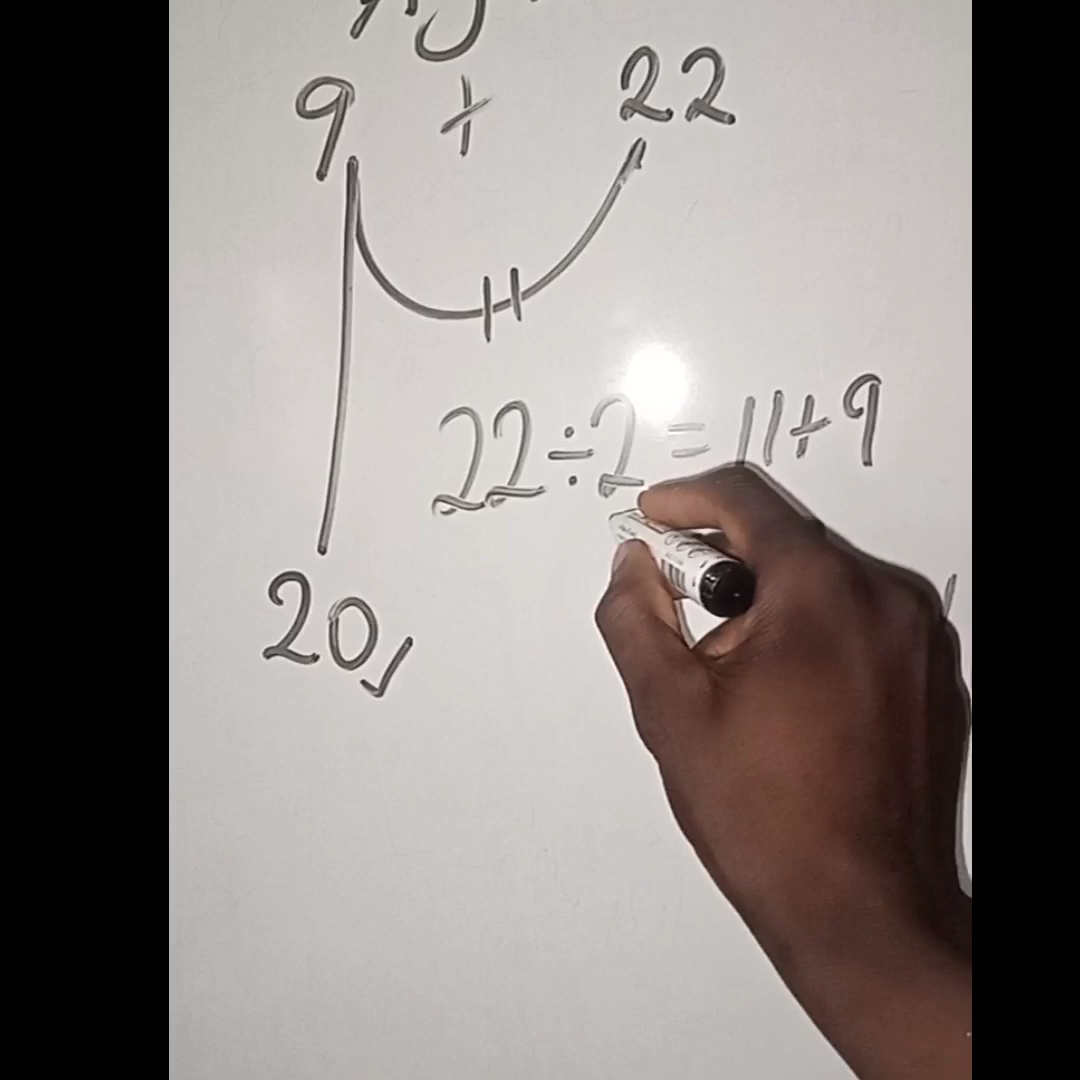 9 + 22
11
22÷2 = 11+9
20,